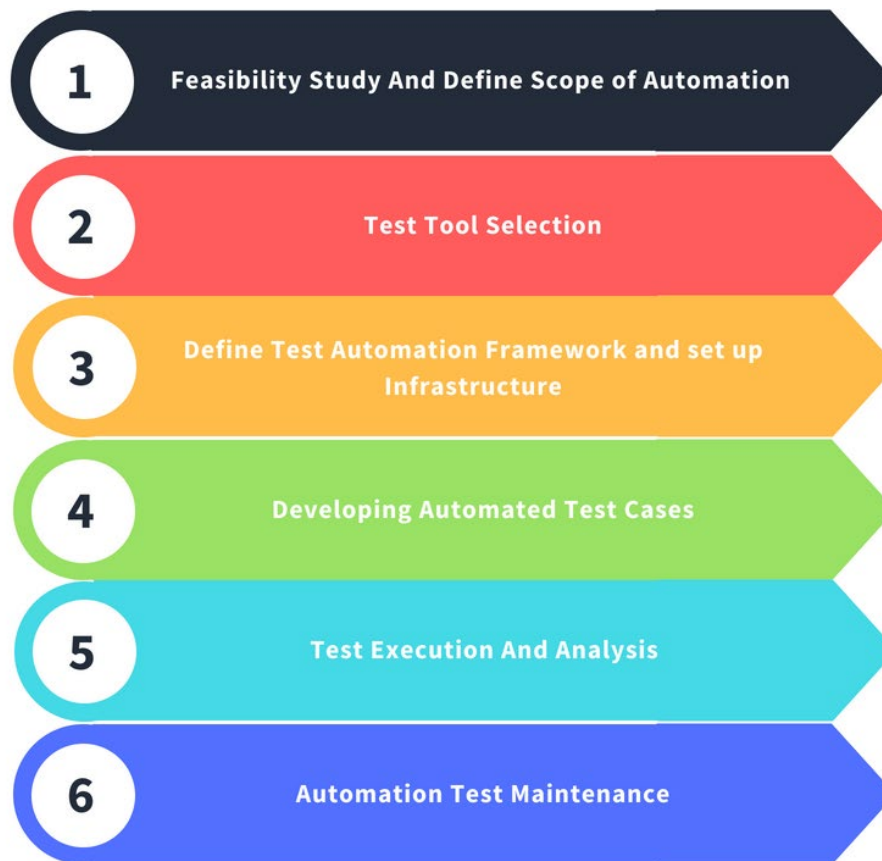 1
Feasibility Study And Define Scope of Automation
2
Test Tool Selection
3
Define Test Automation Framework and set up
Infrastructure
4
Developing Automated Test Cases
5
Test Execution And Analysis
6
Automation Test Maintenance